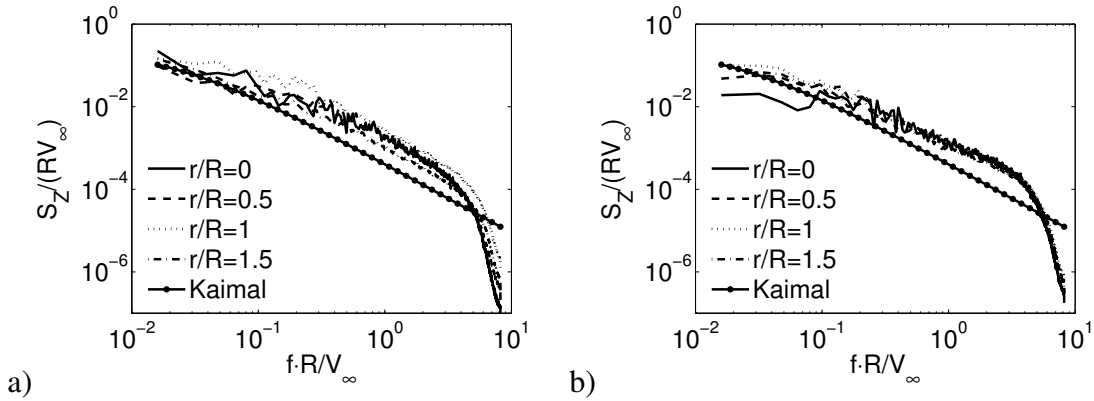 10^0
10^-2
10^-4
10^-6
S_Z/(RV_∞)
r/R=0
r/R=0.5
r/R=1
r/R=1.5
Kaimal
10^-2 10^-1 10^0 10^1
f·R/V_∞
a)
10^0
10^-2
10^-4
10^-6
S_Z/(RV_∞)
r/R=0
r/R=0.5
r/R=1
r/R=1.5
Kaimal
10^-2 10^-1 10^0 10^1
f·R/V_∞
b)